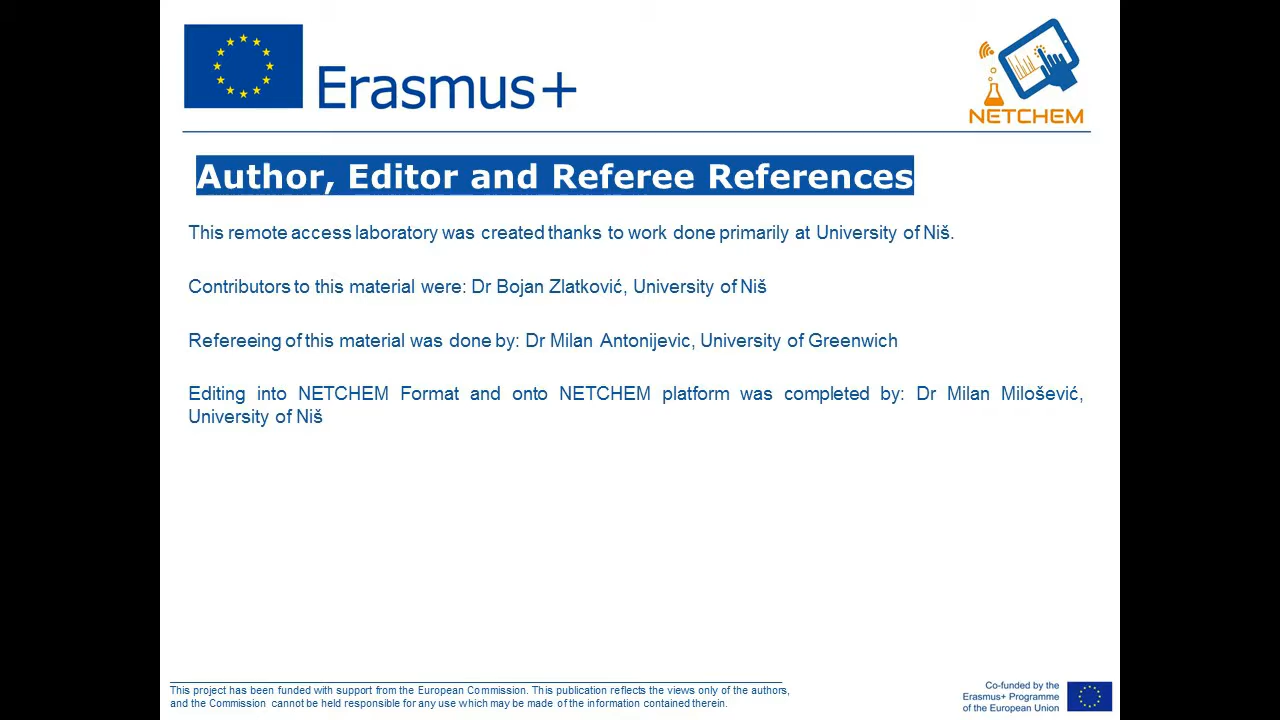 Erasmus+
NETCHEM
Author, Editor and Referee References
This remote access laboratory was created thanks to work done primarily at University of Niš.
Contributors to this material were: Dr Bojan Zlatković, University of Niš
Refereeing of this material was done by: Dr Milan Antonijevic, University of Greenwich
Editing into NETCHEM Format and onto NETCHEM platform was completed by: Dr Milan Milošević,
University of Niš
This project has been funded with support from the European Commission. This publication reflects the views only of the authors,
and the Commission cannot be held responsible for any use which may be made of the information contained therein.
Co-funded by the
Erasmus+ Programme
of the European Union